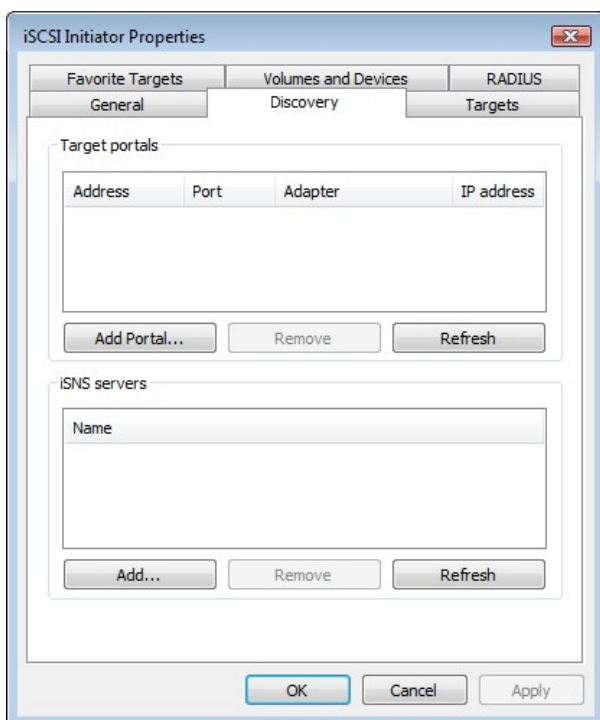 iSCSI Initiator Properties
Favorite Targets Volumes and Devices RADIUS
General Discovery Targets
Target portals
Address Port Adapter IP address
Add Portal... Remove Refresh
iSNS servers
Name
Add... Remove Refresh
OK Cancel Apply